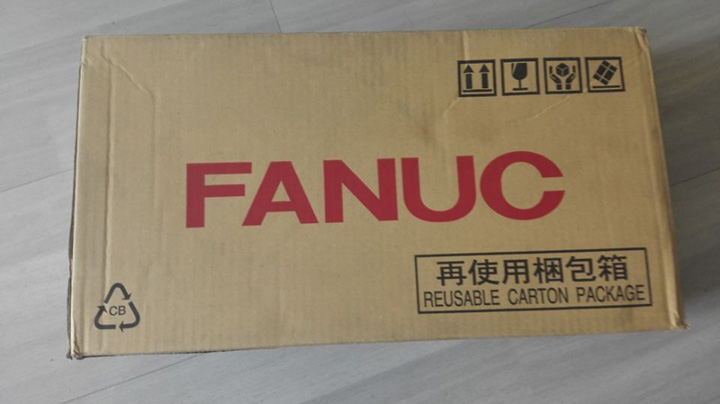 FANUC
再使用梱包箱
REUSABLE CARTON PACKAGE
CB